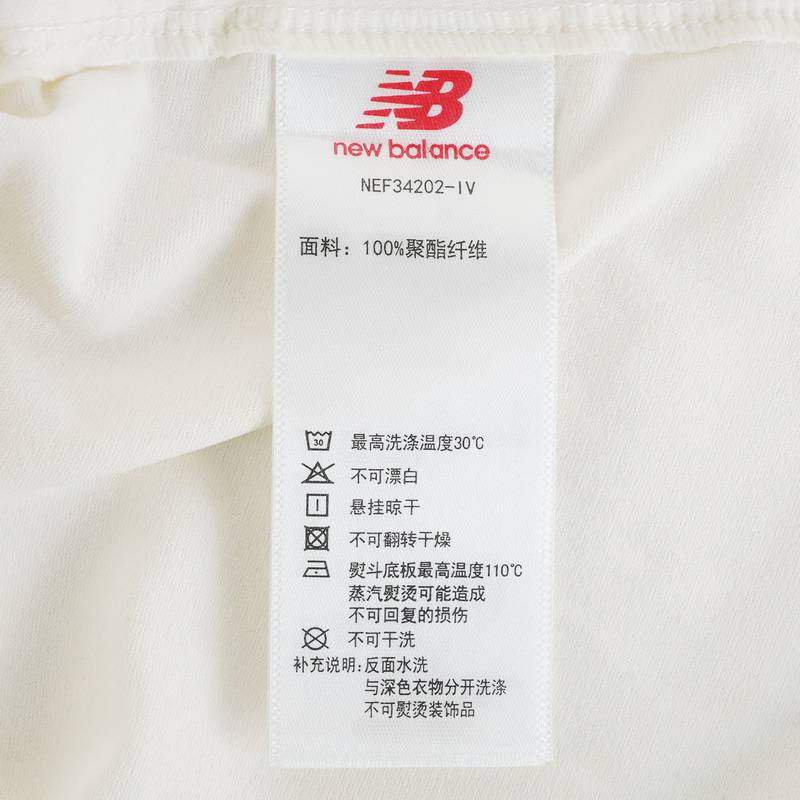 NB
new balance
NEF34202-IV
面料：100%聚酯纤维
30 最高洗涤温度30℃
不可漂白
悬挂晾干
不可翻转干燥
熨斗底板最高温度110℃
蒸汽熨烫可能造成
不可回复的损伤
不可干洗
补充说明：反面水洗
与深色衣物分开洗涤
不可熨烫装饰品